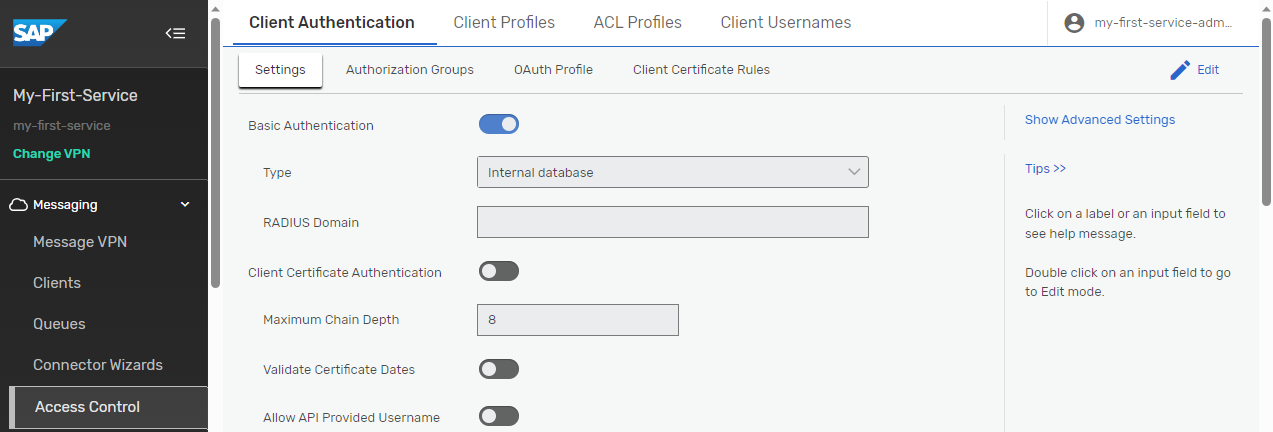 SAP
My-First-Service
my-first-service
Change VPN
Messaging
Message VPN
Clients
Queues
Connector Wizards
Access Control
Client Authentication
Client Profiles
ACL Profiles
Client Usernames
my-first-service-adm...
Settings
Authorization Groups
OAuth Profile
Client Certificate Rules
Edit
Basic Authentication
Type
Internal database
RADIUS Domain
Client Certificate Authentication
Maximum Chain Depth
8
Validate Certificate Dates
Allow API Provided Username
Show Advanced Settings
Tips >>
Click on a label or an input field to
see help message.
Double click on an input field to go
to Edit mode.